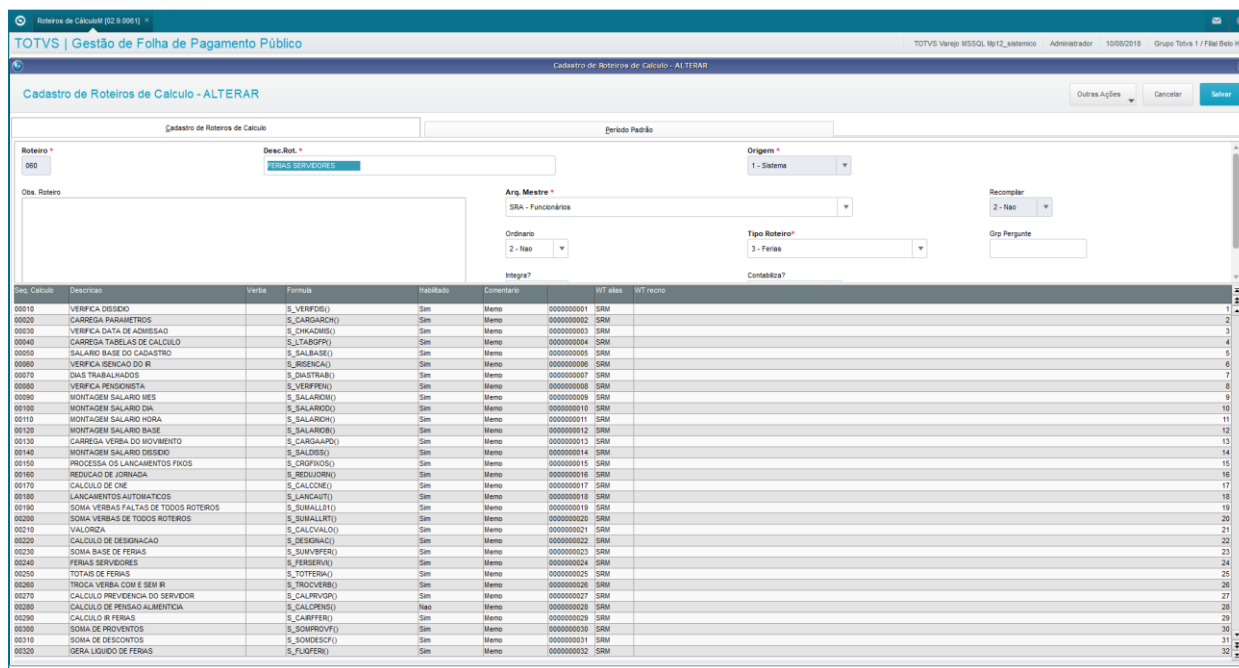 Roteiros de CálculoM [02.9.0061] ×
TOTVS | Gestão de Folha de Pagamento Público
TOTVS Varejo MSSQL Mp12_sistemico Administrador 10/08/2018 Grupo Totvs 1 / Filial Belo H
Cadastro de Roteiros de Calculo - ALTERAR
Cadastro de Roteiros de Calculo - ALTERAR
Outras Ações Cancelar Salvar
Cadastro de Roteiros de Calculo Período Padrão
Roteiro * Desc.Rot. * Origem *
060 FERIAS SERVIDORES 1 - Sistema
Obs. Roteiro Arq. Mestre * Recompilar
SRA - Funcionários 2 - Nao
Ordinario Tipo Roteiro* Grp Pergunte
2 - Nao 3 - Ferias
Integra? Contabiliza?
Seq. Calculo Descricao Verba Formula Habilitado Comentario WT alias WT recno
00010 VERIFICA DISSIDIO S_VERIFDIS() Sim Memo 0000000001 SRM 1
00020 CARREGA PARAMETROS S_CARGARCH() Sim Memo 0000000002 SRM 2
00030 VERIFICA DATA DE ADMISSAO S_CHKADMIS() Sim Memo 0000000003 SRM 3
00040 CARREGA TABELAS DE CALCULO S_LTABGFP() Sim Memo 0000000004 SRM 4
00050 SALARIO BASE DO CADASTRO S_SALBASE() Sim Memo 0000000005 SRM 5
00060 VERIFICA ISENCAO DO IR S_IRISENCA() Sim Memo 0000000006 SRM 6
00070 DIAS TRABALHADOS S_DIASTRAB() Sim Memo 0000000007 SRM 7
00080 VERIFICA PENSIONISTA S_VERIFPEN() Sim Memo 0000000008 SRM 8
00090 MONTAGEM SALARIO MES S_SALARIOM() Sim Memo 0000000009 SRM 9
00100 MONTAGEM SALARIO DIA S_SALARIOD() Sim Memo 0000000010 SRM 10
00110 MONTAGEM SALARIO HORA S_SALARIOH() Sim Memo 0000000011 SRM 11
00120 MONTAGEM SALARIO BASE S_SALARIOB() Sim Memo 0000000012 SRM 12
00130 CARREGA VERBA DO MOVIMENTO S_CARGAAPD() Sim Memo 0000000013 SRM 13
00140 MONTAGEM SALARIO DISSIDIO S_SALDISS() Sim Memo 0000000014 SRM 14
00150 PROCESSA OS LANCAMENTOS FIXOS S_CRGFIXOS() Sim Memo 0000000015 SRM 15
00160 REDUCAO DE JORNADA S_REDUJORN() Sim Memo 0000000016 SRM 16
00170 CALCULO DE CNE S_CALCCNE() Sim Memo 0000000017 SRM 17
00180 LANCAMENTOS AUTOMATICOS S_LANCAUT() Sim Memo 0000000018 SRM 18
00190 SOMA VERBAS FALTAS DE TODOS ROTEIROS S_SUMALL01() Sim Memo 0000000019 SRM 19
00200 SOMA VERBAS DE TODOS ROTEIROS S_SUMALLRT() Sim Memo 0000000020 SRM 20
00210 VALORIZA S_CALCVALO() Sim Memo 0000000021 SRM 21
00220 CALCULO DE DESIGNACAO S_DESIGNAC() Sim Memo 0000000022 SRM 22
00230 SOMA BASE DE FERIAS S_SUMVBFER() Sim Memo 0000000023 SRM 23
00240 FERIAS SERVIDORES S_FERSERVI() Sim Memo 0000000024 SRM 24
00250 TOTAIS DE FERIAS S_TOTFERIA() Sim Memo 0000000025 SRM 25
00260 TROCA VERBA COM E SEM IR S_TROCVERB() Sim Memo 0000000026 SRM 26
00270 CALCULO PREVIDENCIA DO SERVIDOR S_CALPRVGP() Sim Memo 0000000027 SRM 27
00280 CALCULO DE PENSAO ALIMENTICIA S_CALCPENS() Nao Memo 0000000028 SRM 28
00290 CALCULO IR FERIAS S_CAIRFFER() Sim Memo 0000000029 SRM 29
00300 SOMA DE PROVENTOS S_SOMPROVF() Sim Memo 0000000030 SRM 30
00310 SOMA DE DESCONTOS S_SOMDESCF() Sim Memo 0000000031 SRM 31
00320 GERA LIQUIDO DE FERIAS S_FLIQFERI() Sim Memo 0000000032 SRM 32